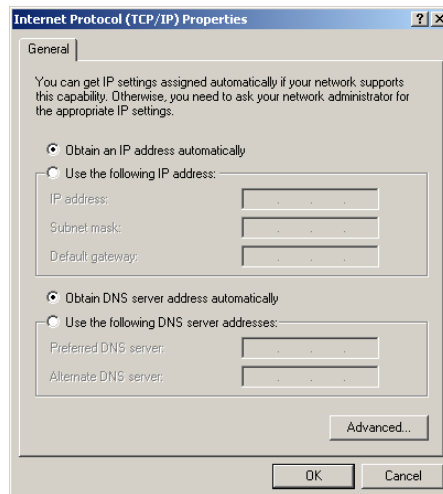 Internet Protocol (TCP/IP) Properties
General
You can get IP settings assigned automatically if your network supports
this capability. Otherwise, you need to ask your network administrator for
the appropriate IP settings.
Obtain an IP address automatically
Use the following IP address:
IP address:
Subnet mask:
Default gateway:
Obtain DNS server address automatically
Use the following DNS server addresses:
Preferred DNS server:
Alternate DNS server:
Advanced...
OK Cancel